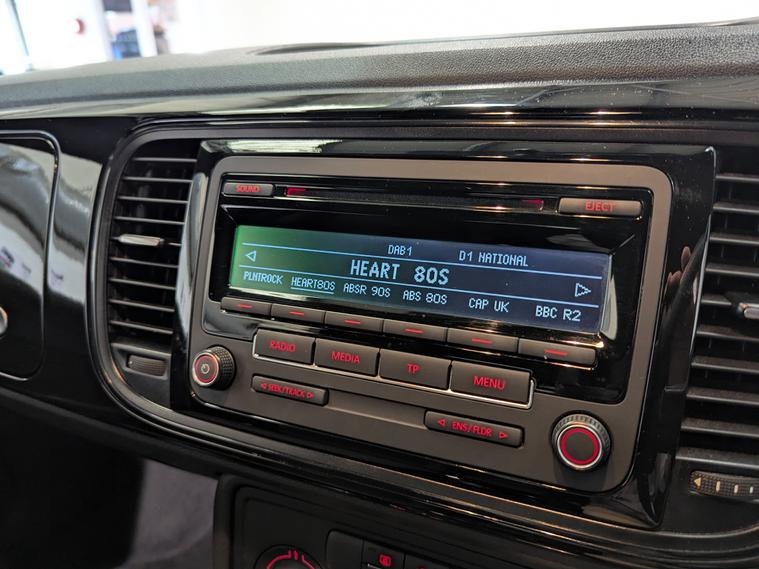 SOUND
EJECT
DAB1 D1 NATIONAL
HEART 80S
PLNTROCK HEART80S ABSR 90S ABS 80S CAP UK BBC R2
RADIO MEDIA TP MENU
SEEK/TRACK
ENS/FLDR